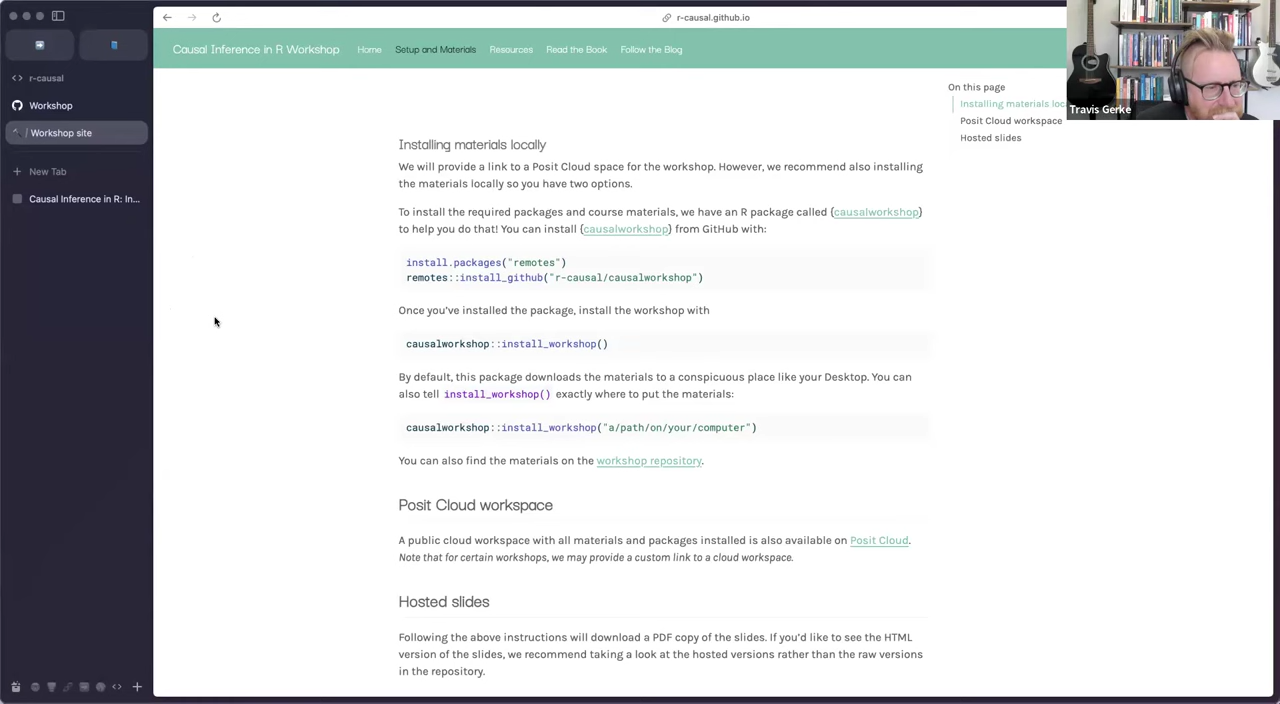 r-causal.github.io
Causal Inference in R Workshop Home Setup and Materials Resources Read the Book Follow the Blog
r-causal
Workshop
/ Workshop site
New Tab
Causal Inference in R: In...
Travis Gerke
On this page
Installing materials loc
Posit Cloud workspace
Hosted slides
Installing materials locally
We will provide a link to a Posit Cloud space for the workshop. However, we recommend also installing
the materials locally so you have two options.
To install the required packages and course materials, we have an R package called {causalworkshop}
to help you do that! You can install {causalworkshop} from GitHub with:
install.packages("remotes")
remotes::install_github("r-causal/causalworkshop")
Once you've installed the package, install the workshop with
causalworkshop::install_workshop()
By default, this package downloads the materials to a conspicuous place like your Desktop. You can
also tell install_workshop() exactly where to put the materials:
causalworkshop::install_workshop("a/path/on/your/computer")
You can also find the materials on the workshop repository.
Posit Cloud workspace
A public cloud workspace with all materials and packages installed is also available on Posit Cloud.
Note that for certain workshops, we may provide a custom link to a cloud workspace.
Hosted slides
Following the above instructions will download a PDF copy of the slides. If you'd like to see the HTML
version of the slides, we recommend taking a look at the hosted versions rather than the raw versions
in the repository.